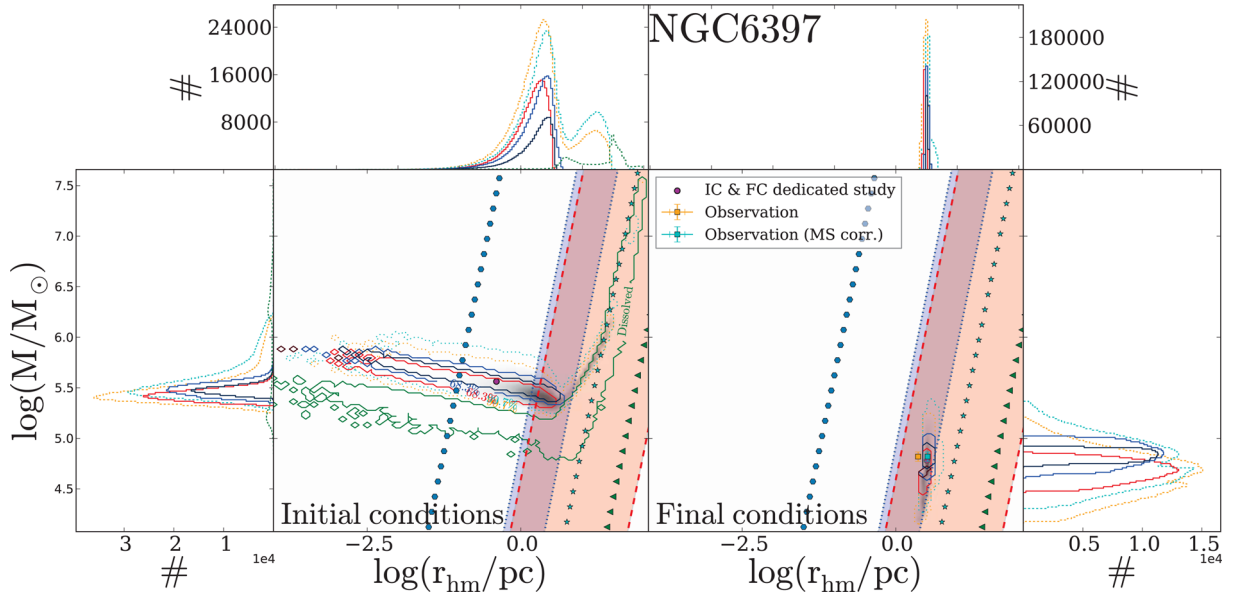 NGC6397
24000
16000
8000
#
180000
120000
60000
#
7.5
7.0
6.5
6.0
5.5
5.0
4.5
log(M/M⊙)
Dissolved
IC & FC dedicated study
Observation
Observation (MS corr.)
Initial conditions
Final conditions
3 2 1
1e4
#
−2.5 0.0
log(r_hm/pc)
−2.5 0.0
log(r_hm/pc)
0.5 1.0 1.5
1e4
#